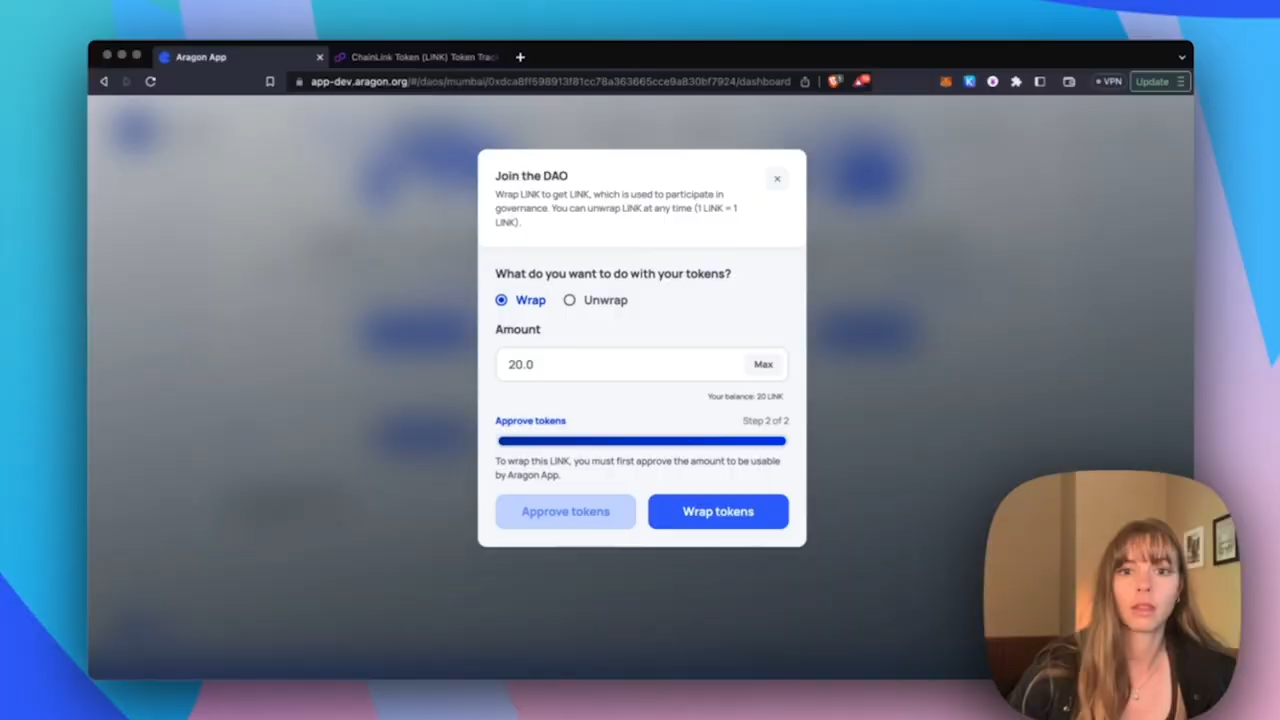 Aragon App
ChainLink Token (LINK) Token Trac
app-dev.aragon.org/#/daos/mumbai/0xdca8ff598913f81cc78a363665cce9a830bf7924/dashboard
VPN
Update
Join the DAO
Wrap LINK to get LINK, which is used to participate in
governance. You can unwrap LINK at any time (1 LINK = 1
LINK).
What do you want to do with your tokens?
Wrap
Unwrap
Amount
20.0
Max
Your balance: 20 LINK
Approve tokens
Step 2 of 2
To wrap this LINK, you must first approve the amount to be usable
by Aragon App.
Approve tokens
Wrap tokens